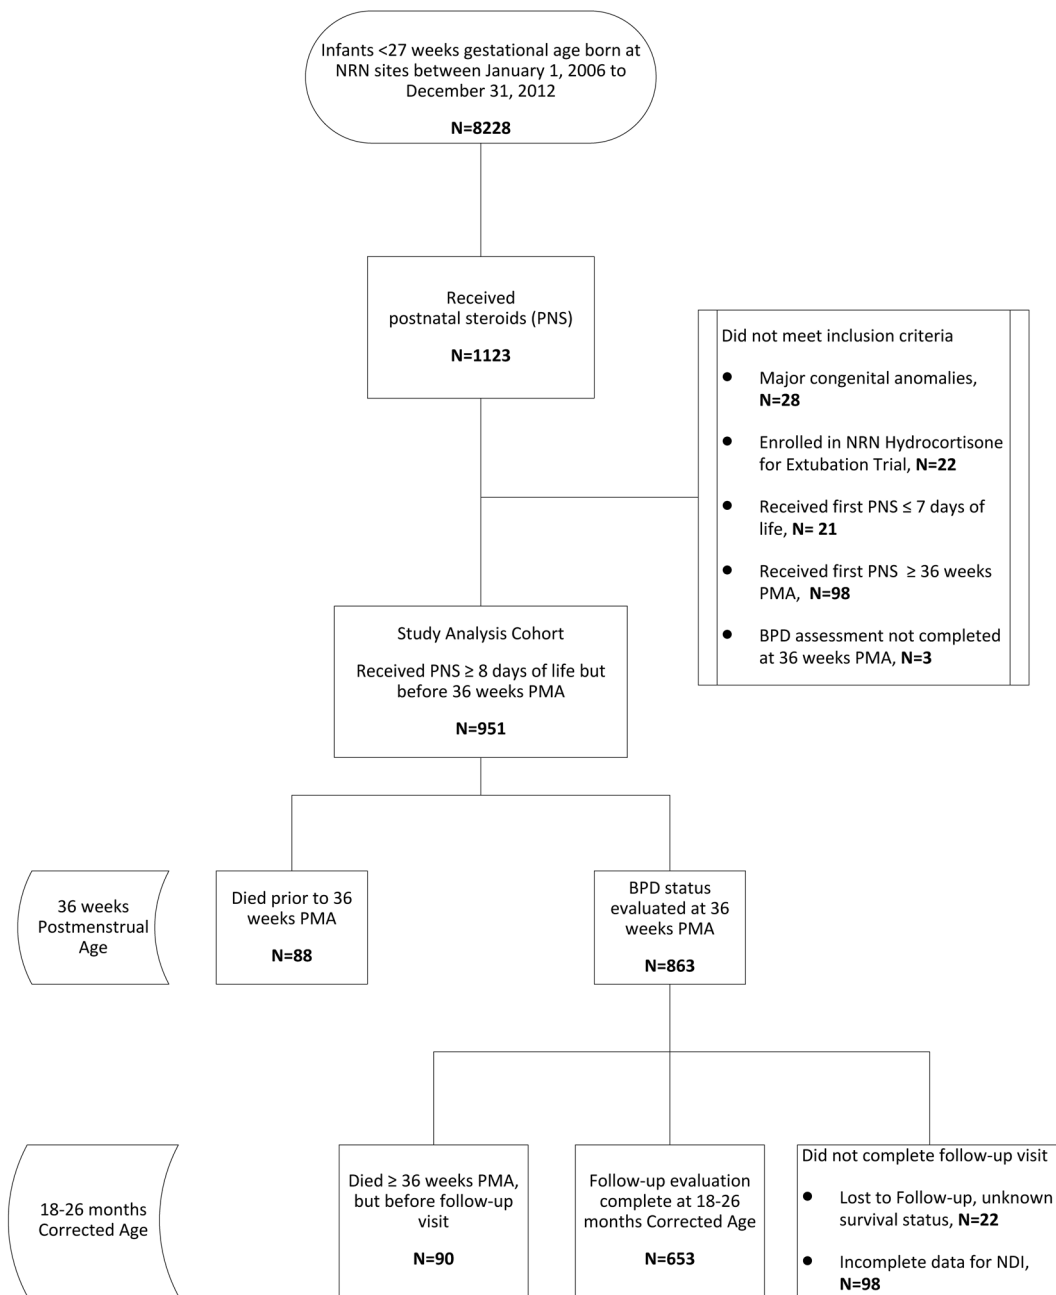 Infants <27 weeks gestational age born at
NRN sites between January 1, 2006 to
December 31, 2012
N=8228
Received
postnatal steroids (PNS)
N=1123
Did not meet inclusion criteria
● Major congenital anomalies,
N=28
● Enrolled in NRN Hydrocortisone
for Extubation Trial, N=22
● Received first PNS ≤ 7 days of
life, N= 21
● Received first PNS ≥ 36 weeks
PMA, N=98
● BPD assessment not completed
at 36 weeks PMA, N=3
Study Analysis Cohort
Received PNS ≥ 8 days of life but
before 36 weeks PMA
N=951
36 weeks
Postmenstrual
Age
Died prior to 36
weeks PMA
N=88
BPD status
evaluated at 36
weeks PMA
N=863
18-26 months
Corrected Age
Died ≥ 36 weeks PMA,
but before follow-up
visit
N=90
Follow-up evaluation
complete at 18-26
months Corrected Age
N=653
Did not complete follow-up visit
● Lost to Follow-up, unknown
survival status, N=22
● Incomplete data for NDI,
N=98